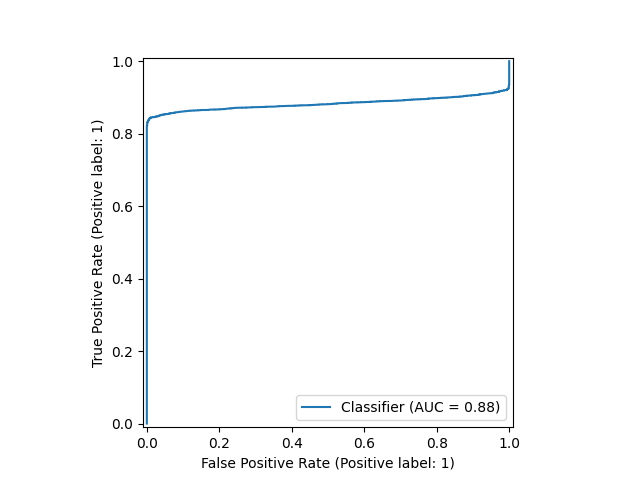 1.0
0.8
0.6
0.4
0.2
0.0
True Positive Rate (Positive label: 1)
Classifier (AUC = 0.88)
0.0 0.2 0.4 0.6 0.8 1.0
False Positive Rate (Positive label: 1)